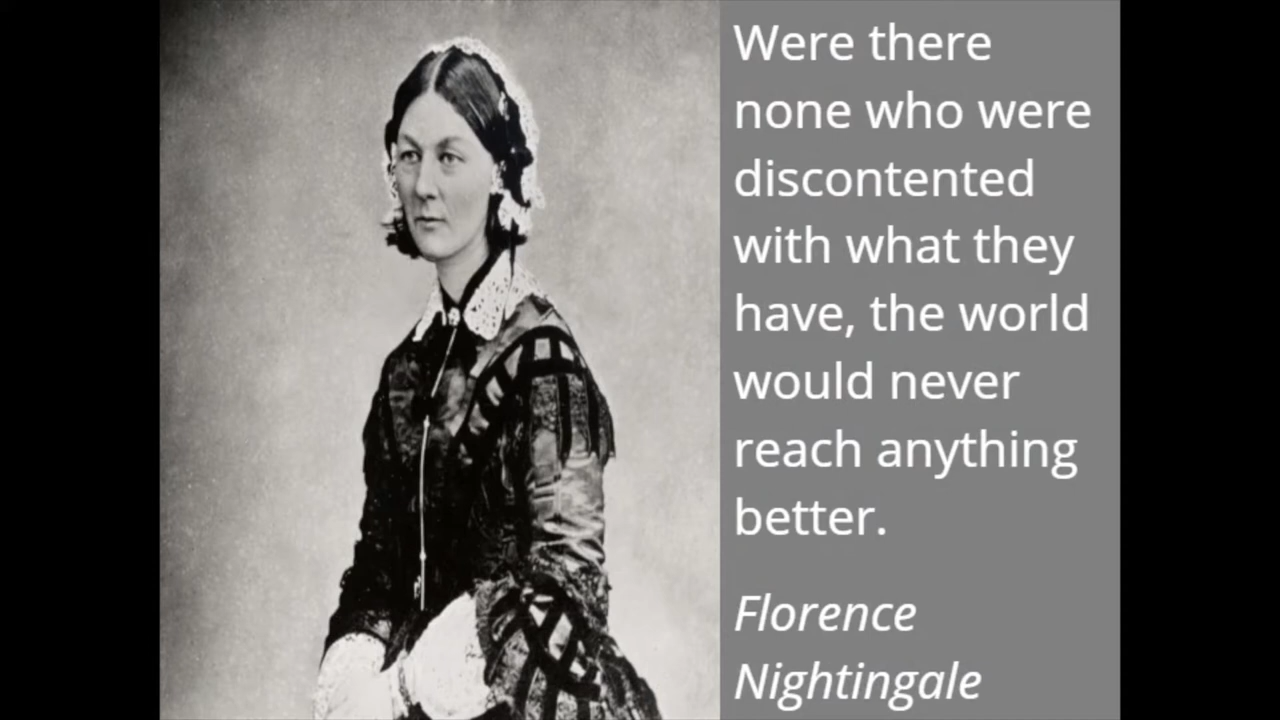 Were there
none who were
discontented
with what they
have, the world
would never
reach anything
better.
Florence
Nightingale